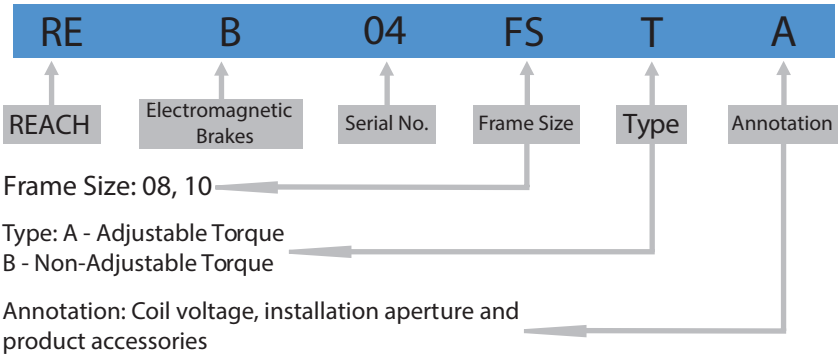 RE B 04 FS T A
REACH Electromagnetic Serial No. Frame Size Type Annotation
Brakes
Frame Size: 08, 10
Type: A - Adjustable Torque
B - Non-Adjustable Torque
Annotation: Coil voltage, installation aperture and
product accessories